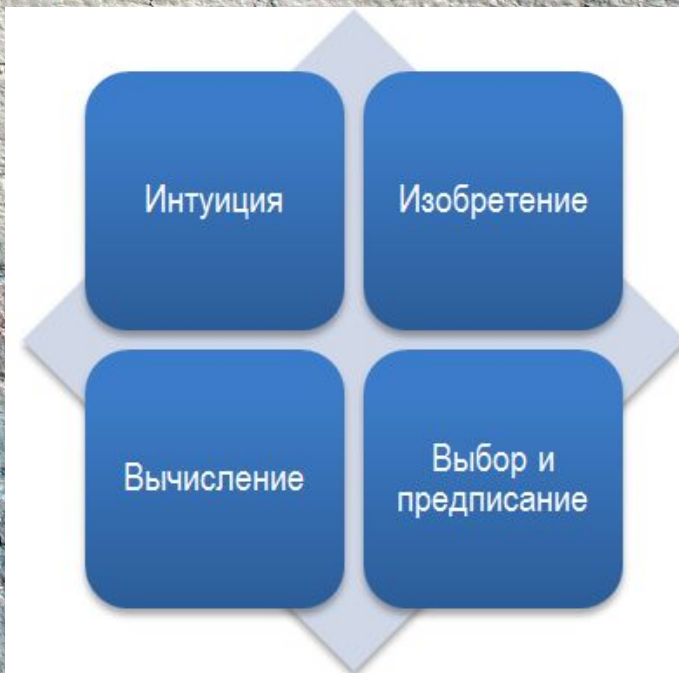 Интуиция
Изобретение
Вычисление
Выбор и
предписание